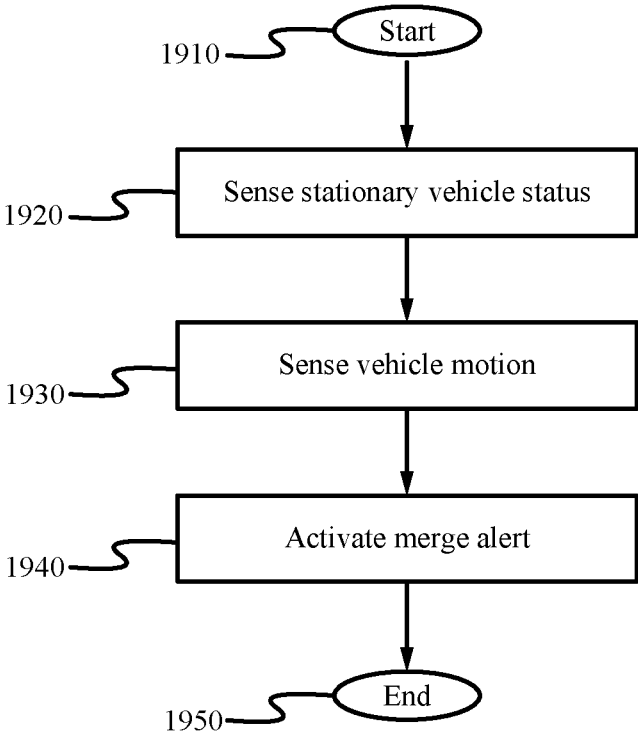 Start
1910
Sense stationary vehicle status
1920
Sense vehicle motion
1930
Activate merge alert
1940
End
1950